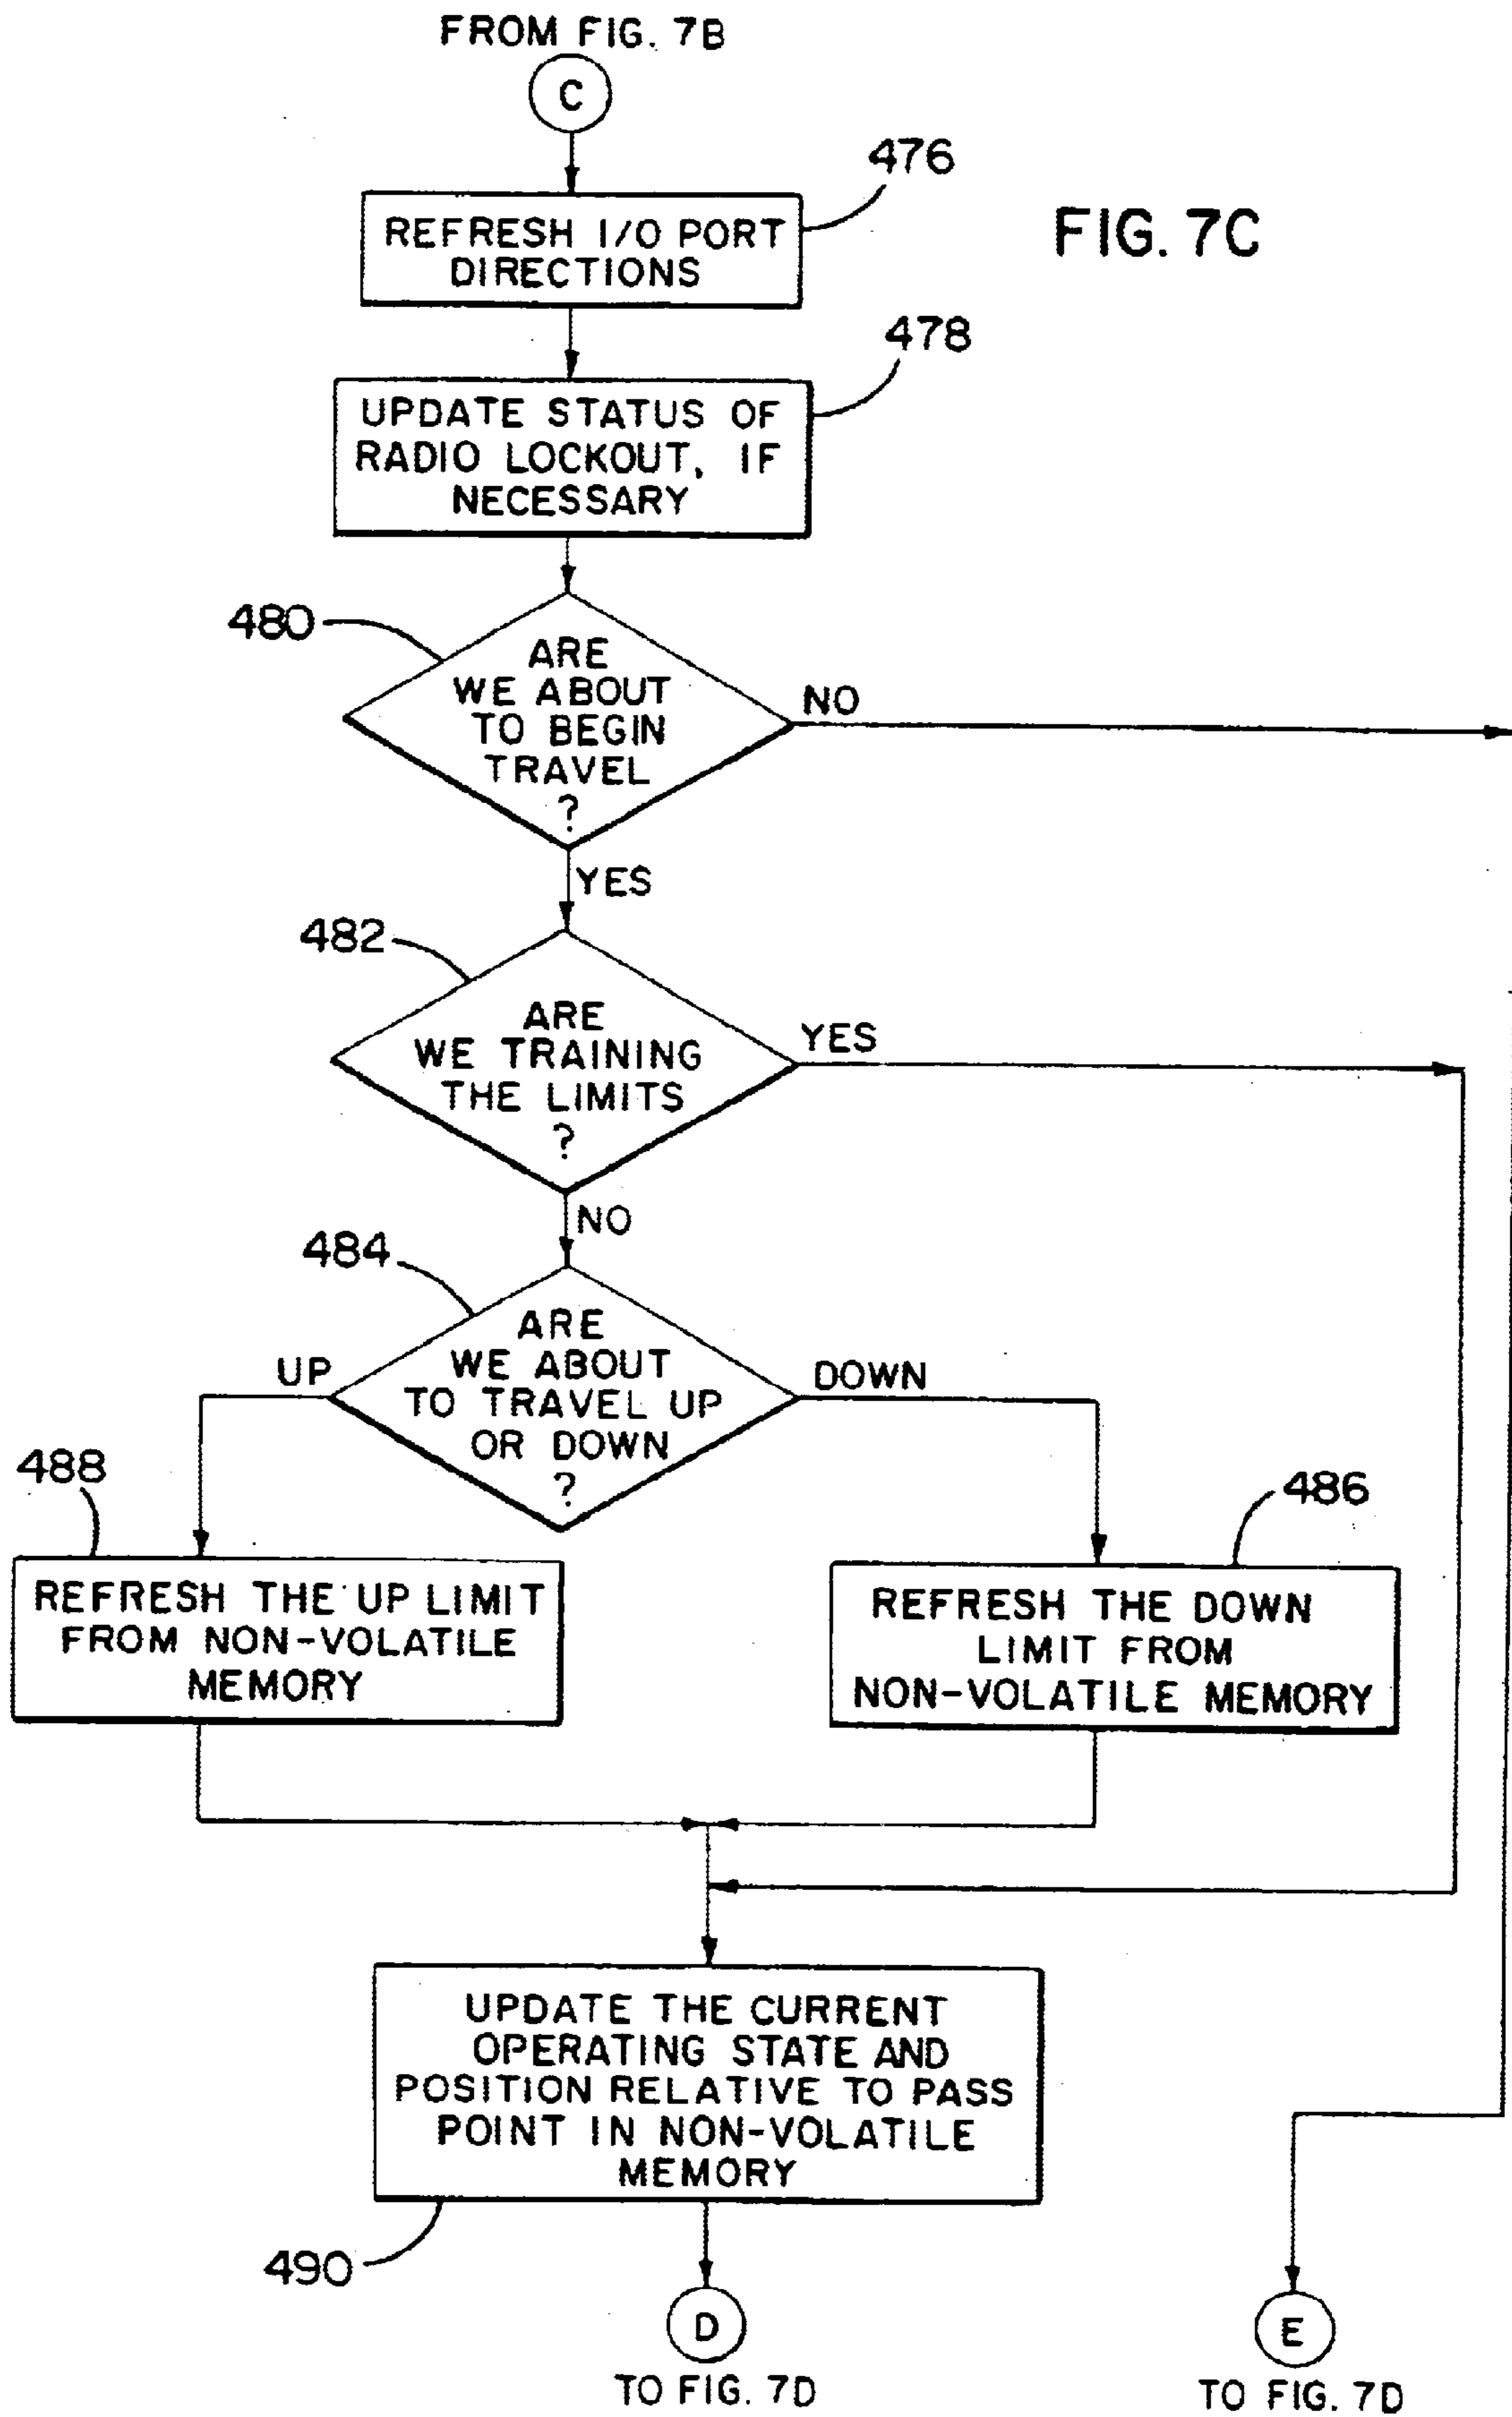 FROM FIG. 7B
C
476
REFRESH I/O PORT
DIRECTIONS
FIG. 7C
478
UPDATE STATUS OF
RADIO LOCKOUT, IF
NECESSARY
480
ARE
WE ABOUT
TO BEGIN
TRAVEL
?
NO
YES
482
ARE
WE TRAINING
THE LIMITS
?
YES
NO
484
ARE
WE ABOUT
TO TRAVEL UP
OR DOWN
?
UP
DOWN
488
REFRESH THE UP LIMIT
FROM NON-VOLATILE
MEMORY
486
REFRESH THE DOWN
LIMIT FROM
NON-VOLATILE MEMORY
UPDATE THE CURRENT
OPERATING STATE AND
POSITION RELATIVE TO PASS
POINT IN NON-VOLATILE
MEMORY
490
D
TO FIG. 7D
E
TO FIG. 7D